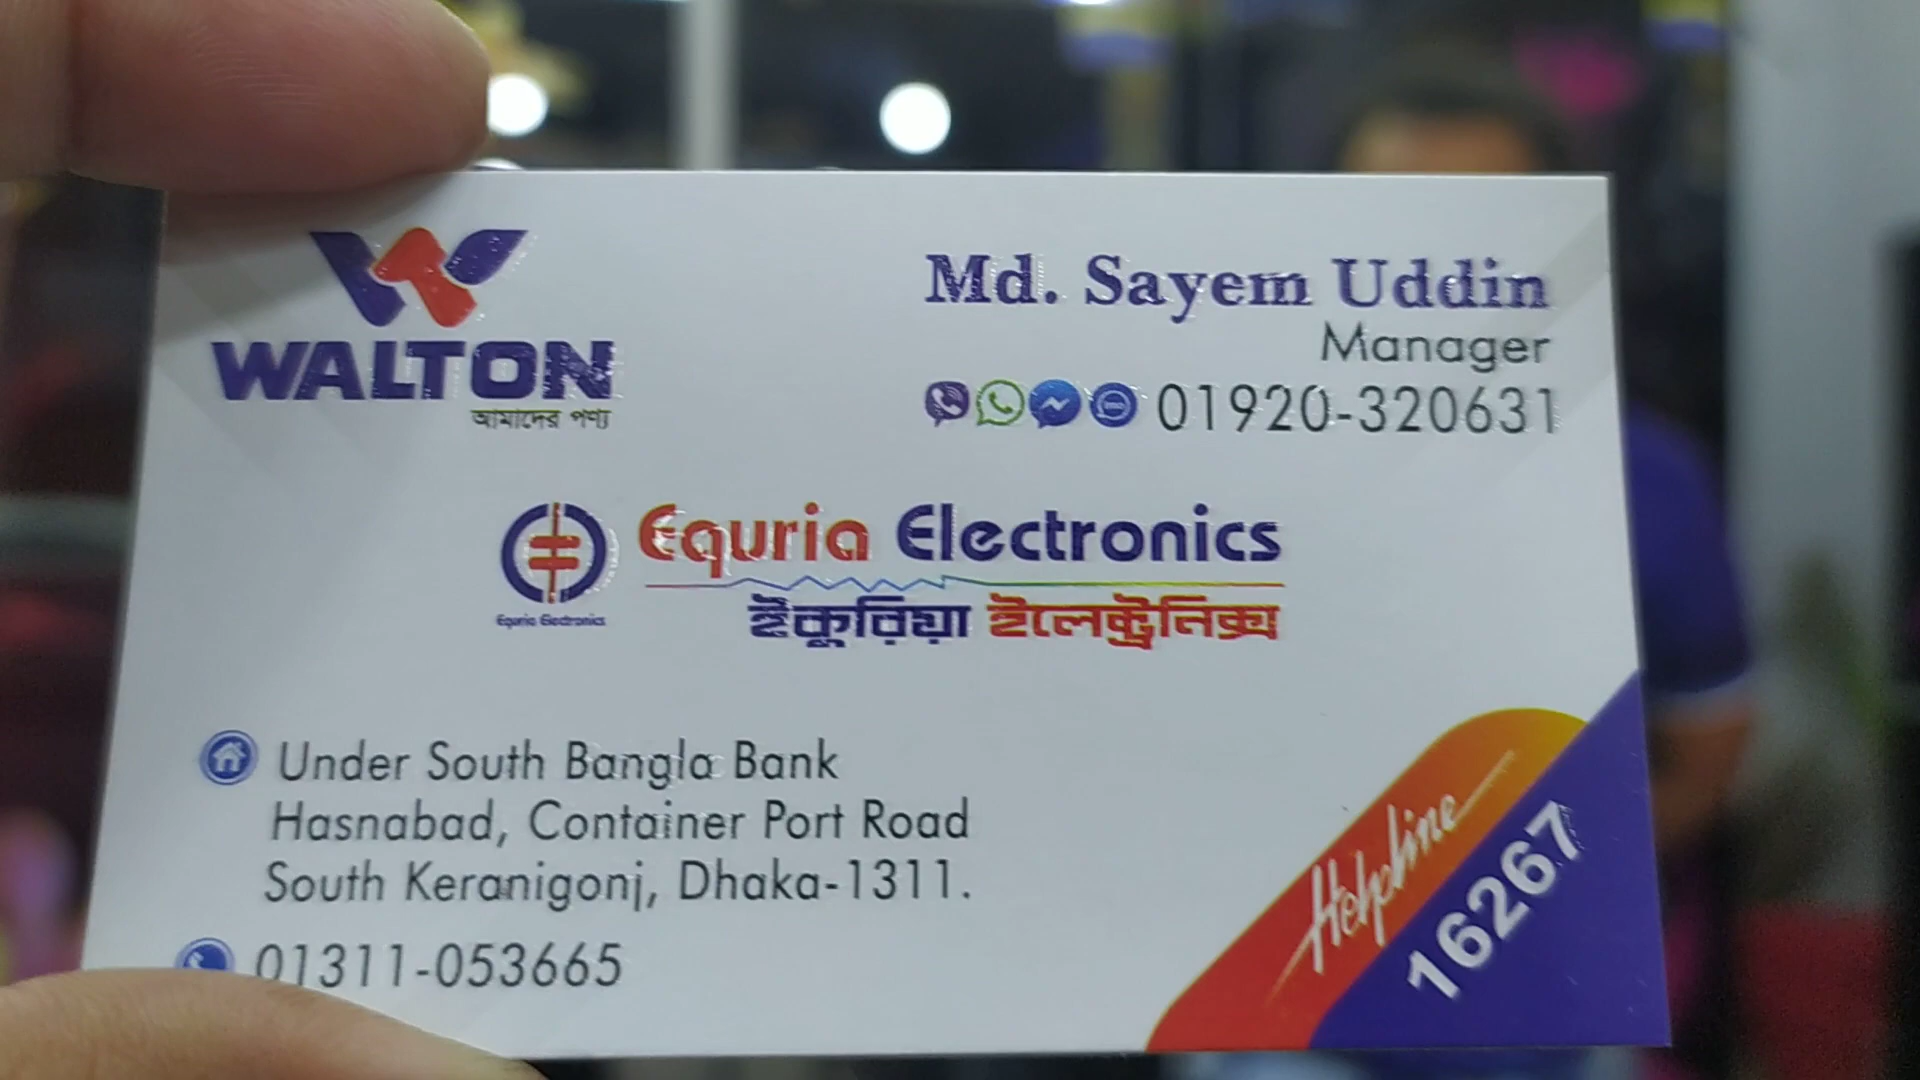 WALTON
আমাদের পণ্য
Md. Sayem Uddin
Manager
01920-320631
Equria Electronics
Equria Electronics
ইকুরিয়া ইলেক্ট্রনিক্স
Under South Bangla Bank
Hasnabad, Container Port Road
South Keranigonj, Dhaka-1311.
01311-053665
Helpline
16267